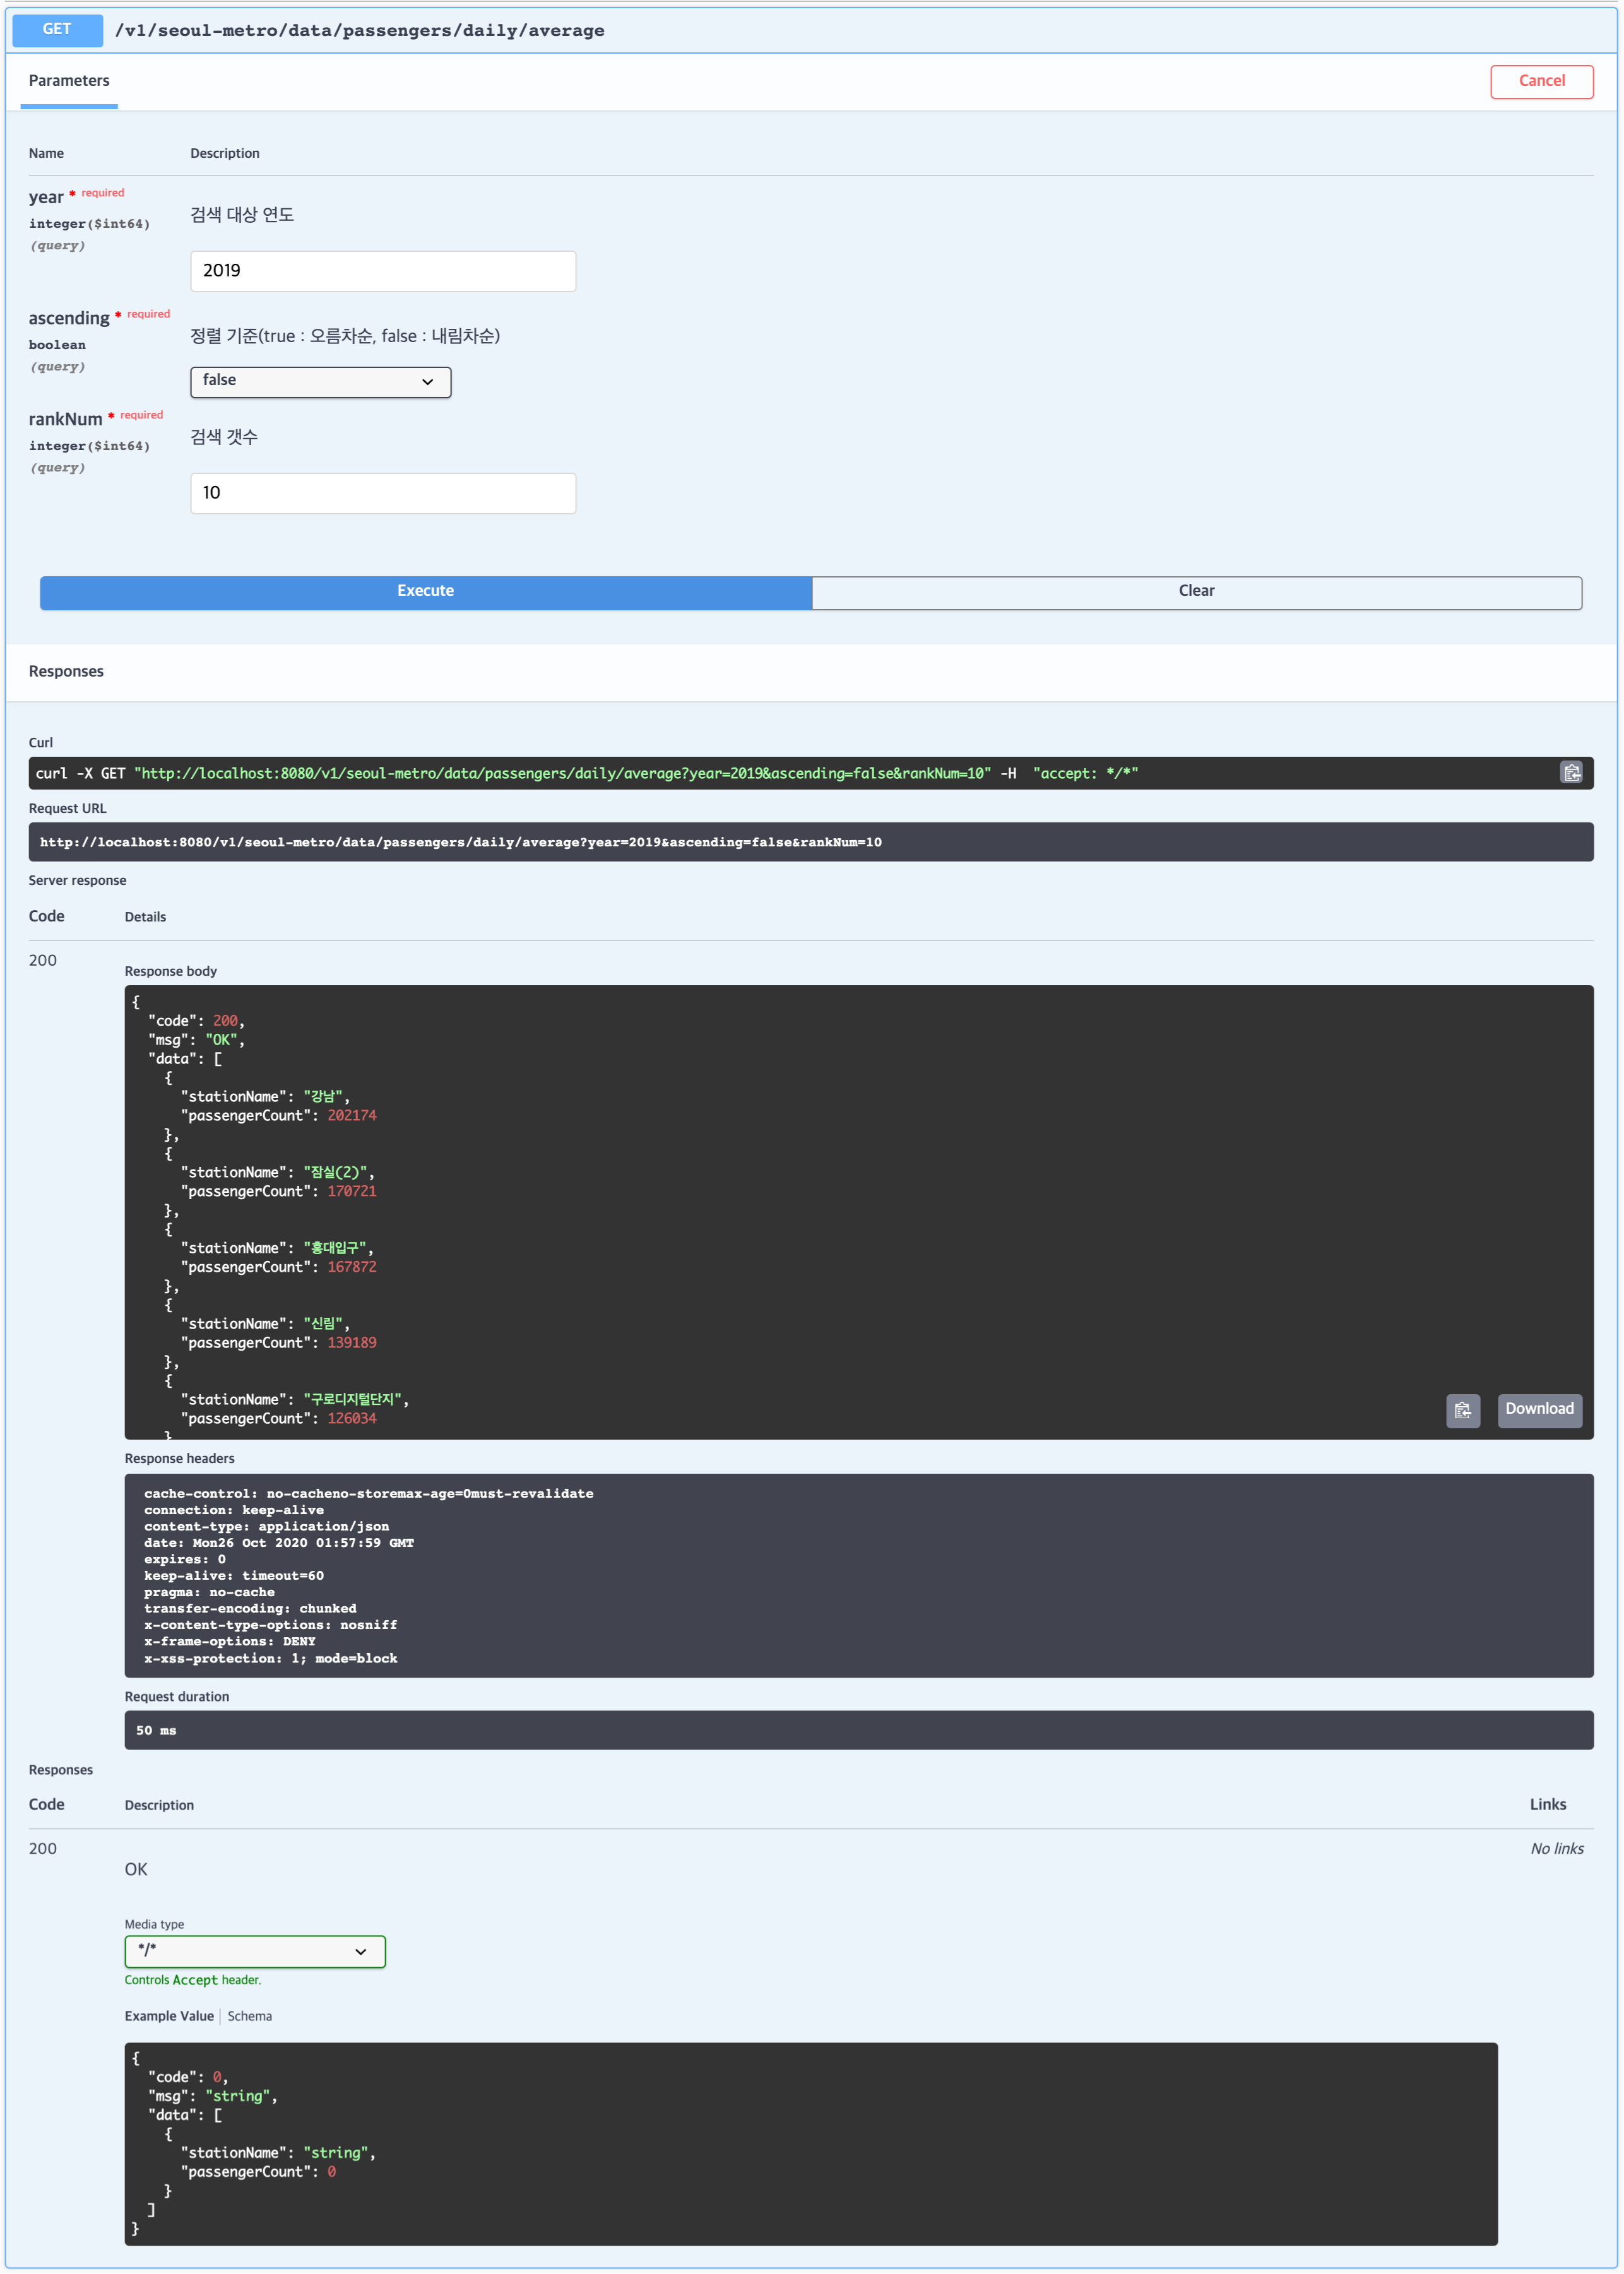 GET /v1/seoul-metro/data/passengers/daily/average
Parameters
Cancel
Name Description
year * required
integer($int64)
(query)
검색 대상 연도
2019
ascending * required
boolean
(query)
정렬 기준(true : 오름차순, false : 내림차순)
false
rankNum * required
integer($int64)
(query)
검색 갯수
10
Execute
Clear
Responses
Curl
curl -X GET "http://localhost:8080/v1/seoul-metro/data/passengers/daily/average?year=2019&ascending=false&rankNum=10" -H  "accept: */*"
Request URL
http://localhost:8080/v1/seoul-metro/data/passengers/daily/average?year=2019&ascending=false&rankNum=10
Server response
Code Details
200
Response body
{
  "code": 200,
  "msg": "OK",
  "data": [
    {
      "stationName": "강남",
      "passengerCount": 202174
    },
    {
      "stationName": "잠실(2)",
      "passengerCount": 170721
    },
    {
      "stationName": "홍대입구",
      "passengerCount": 167872
    },
    {
      "stationName": "신림",
      "passengerCount": 139189
    },
    {
      "stationName": "구로디지털단지",
      "passengerCount": 126034
    }
Download
Response headers
cache-control: no-cacheno-storemax-age=0must-revalidate
connection: keep-alive
content-type: application/json
date: Mon26 Oct 2020 01:57:59 GMT
expires: 0
keep-alive: timeout=60
pragma: no-cache
transfer-encoding: chunked
x-content-type-options: nosniff
x-frame-options: DENY
x-xss-protection: 1; mode=block
Request duration
50 ms
Responses
Code Description Links
200
OK
No links
Media type
*/*
Controls Accept header.
Example Value Schema
{
  "code": 0,
  "msg": "string",
  "data": [
    {
      "stationName": "string",
      "passengerCount": 0
    }
  ]
}